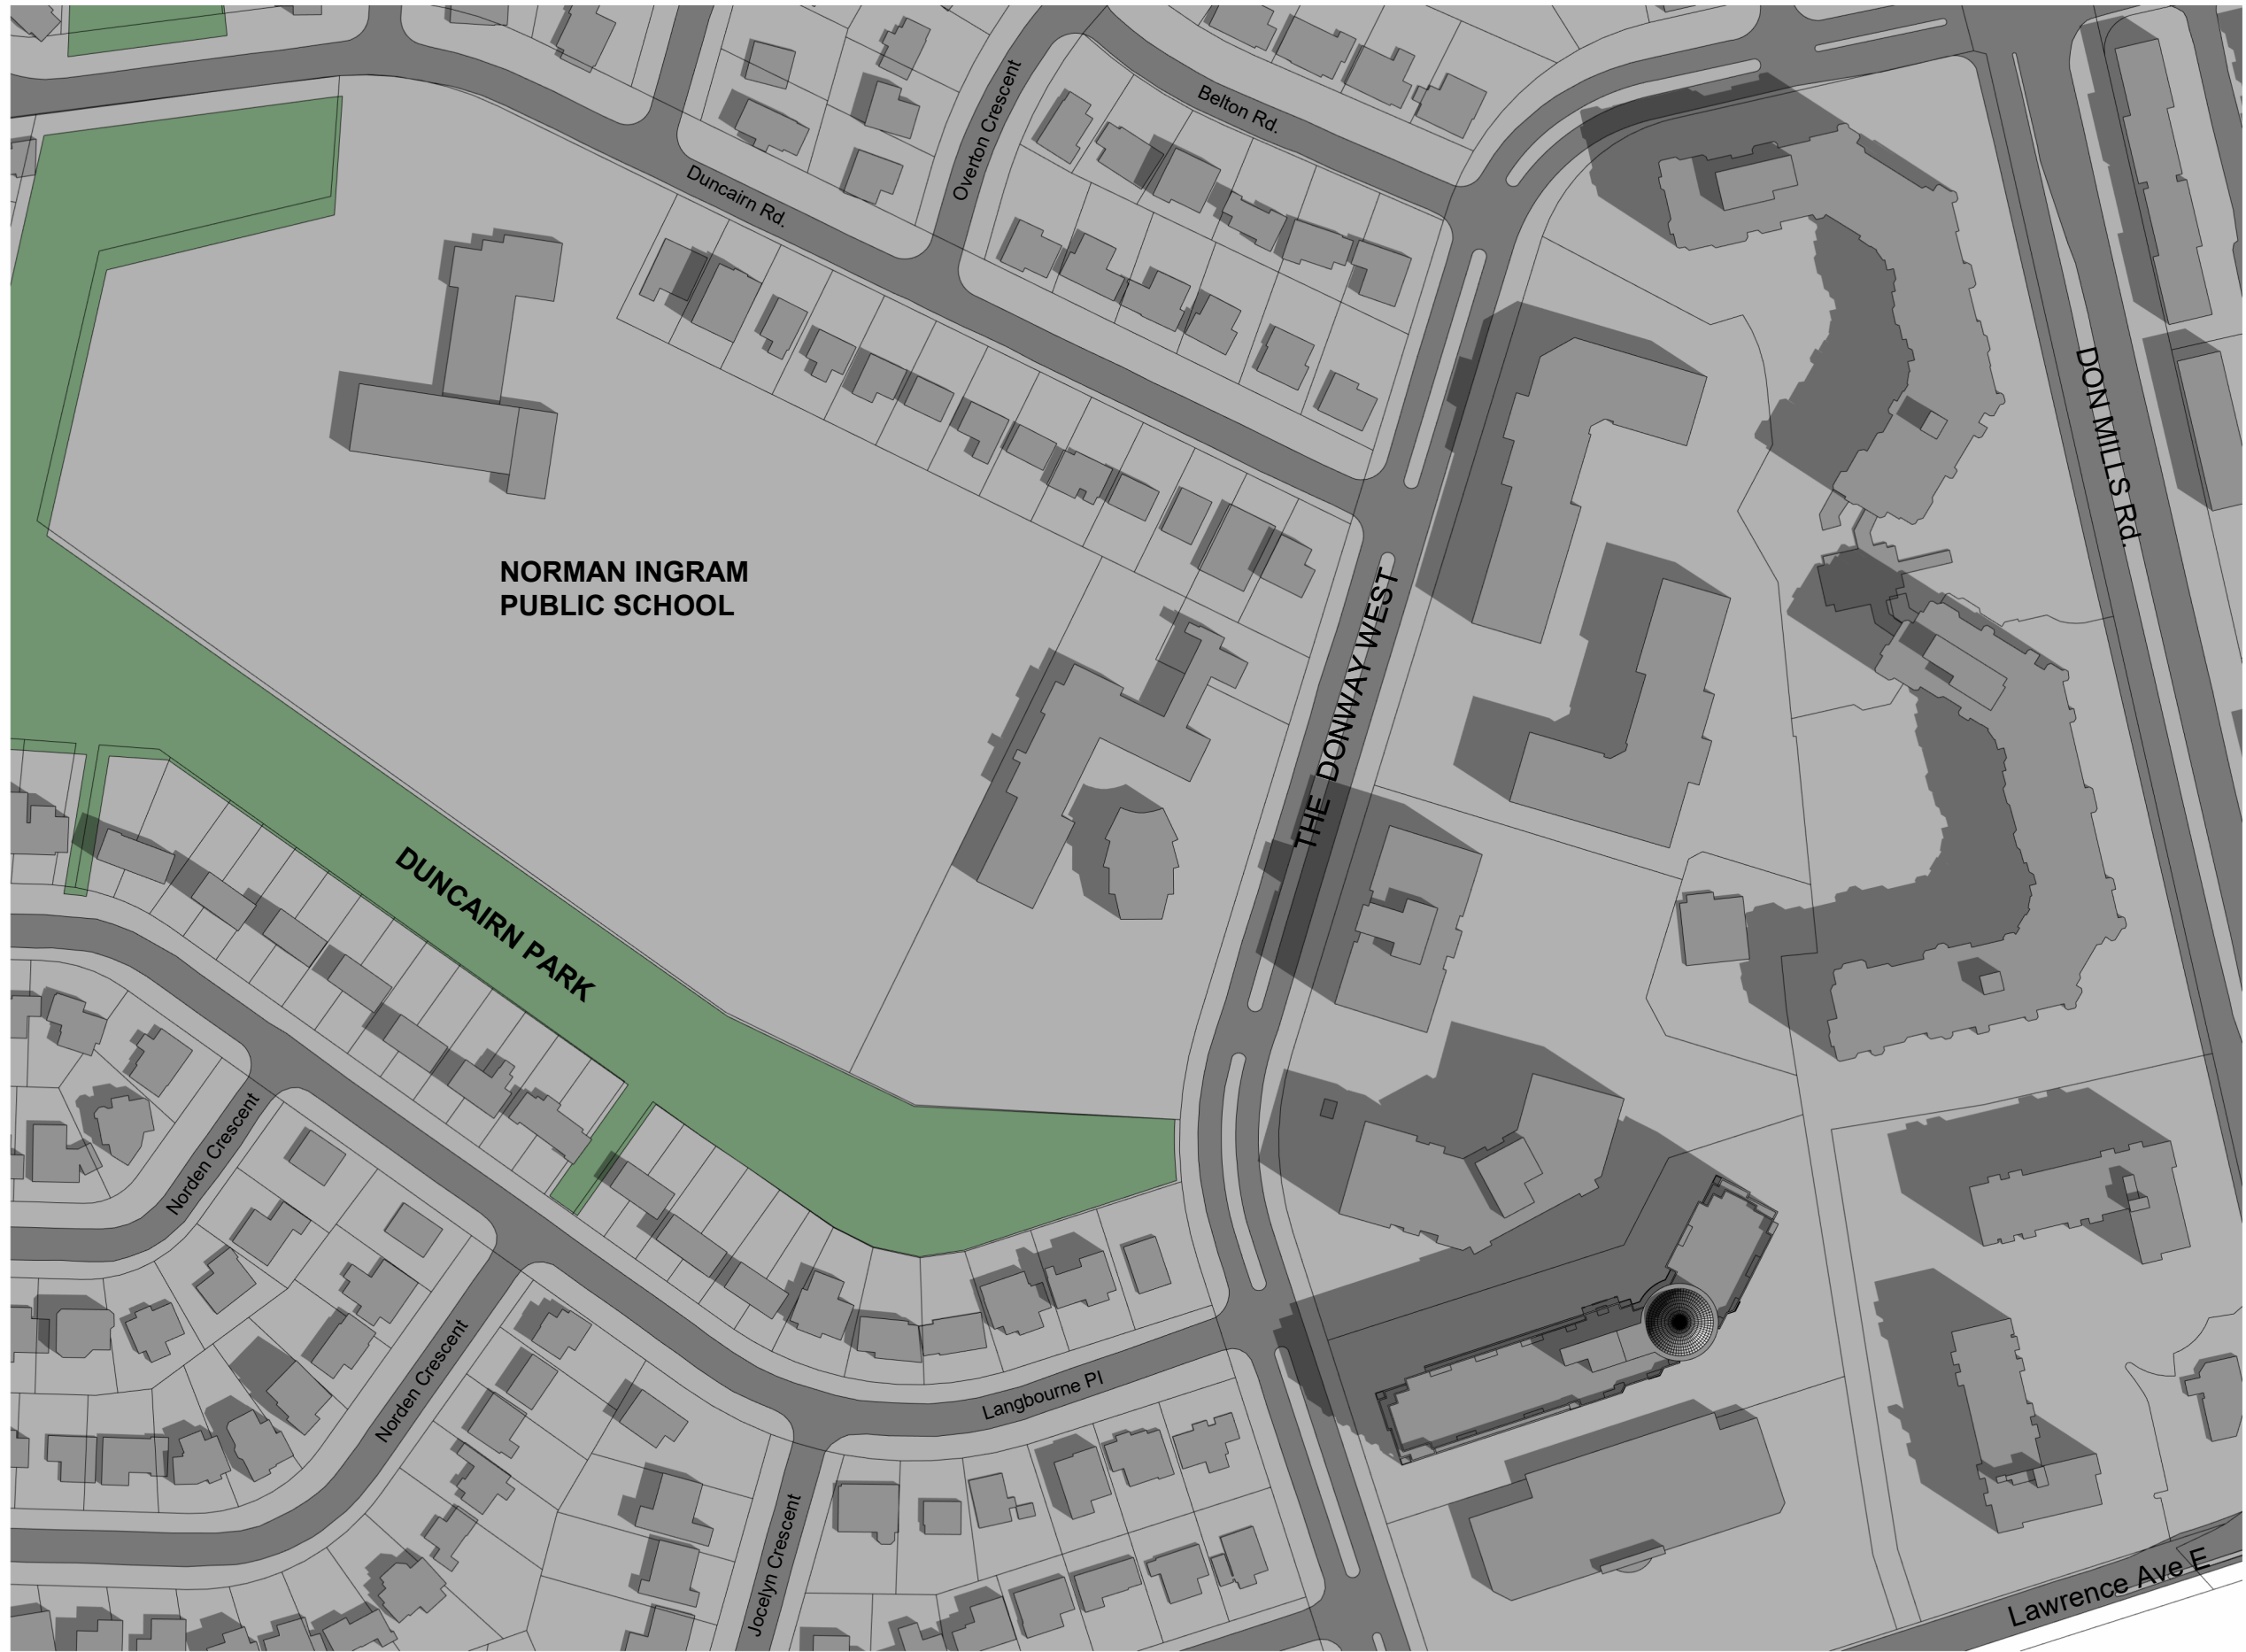 Belton Rd.
Overton Crescent
Duncairn Rd.
DON MILLS Rd.
NORMAN INGRAM
PUBLIC SCHOOL
THE DONWAY WEST
DUNCAIRN PARK
Norden Crescent
Norden Crescent
Langbourne Pl
Jocelyn Crescent
Lawrence Ave E